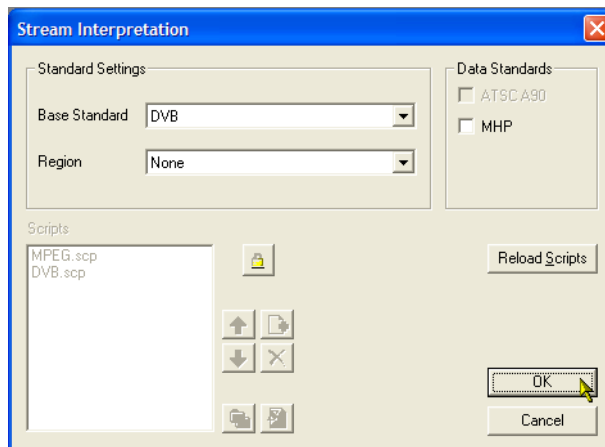 Stream Interpretation
Standard Settings
Base Standard DVB
Region None
Data Standards
ATSC A90
MHP
Scripts
MPEG.scp
DVB.scp
Reload Scripts
OK
Cancel